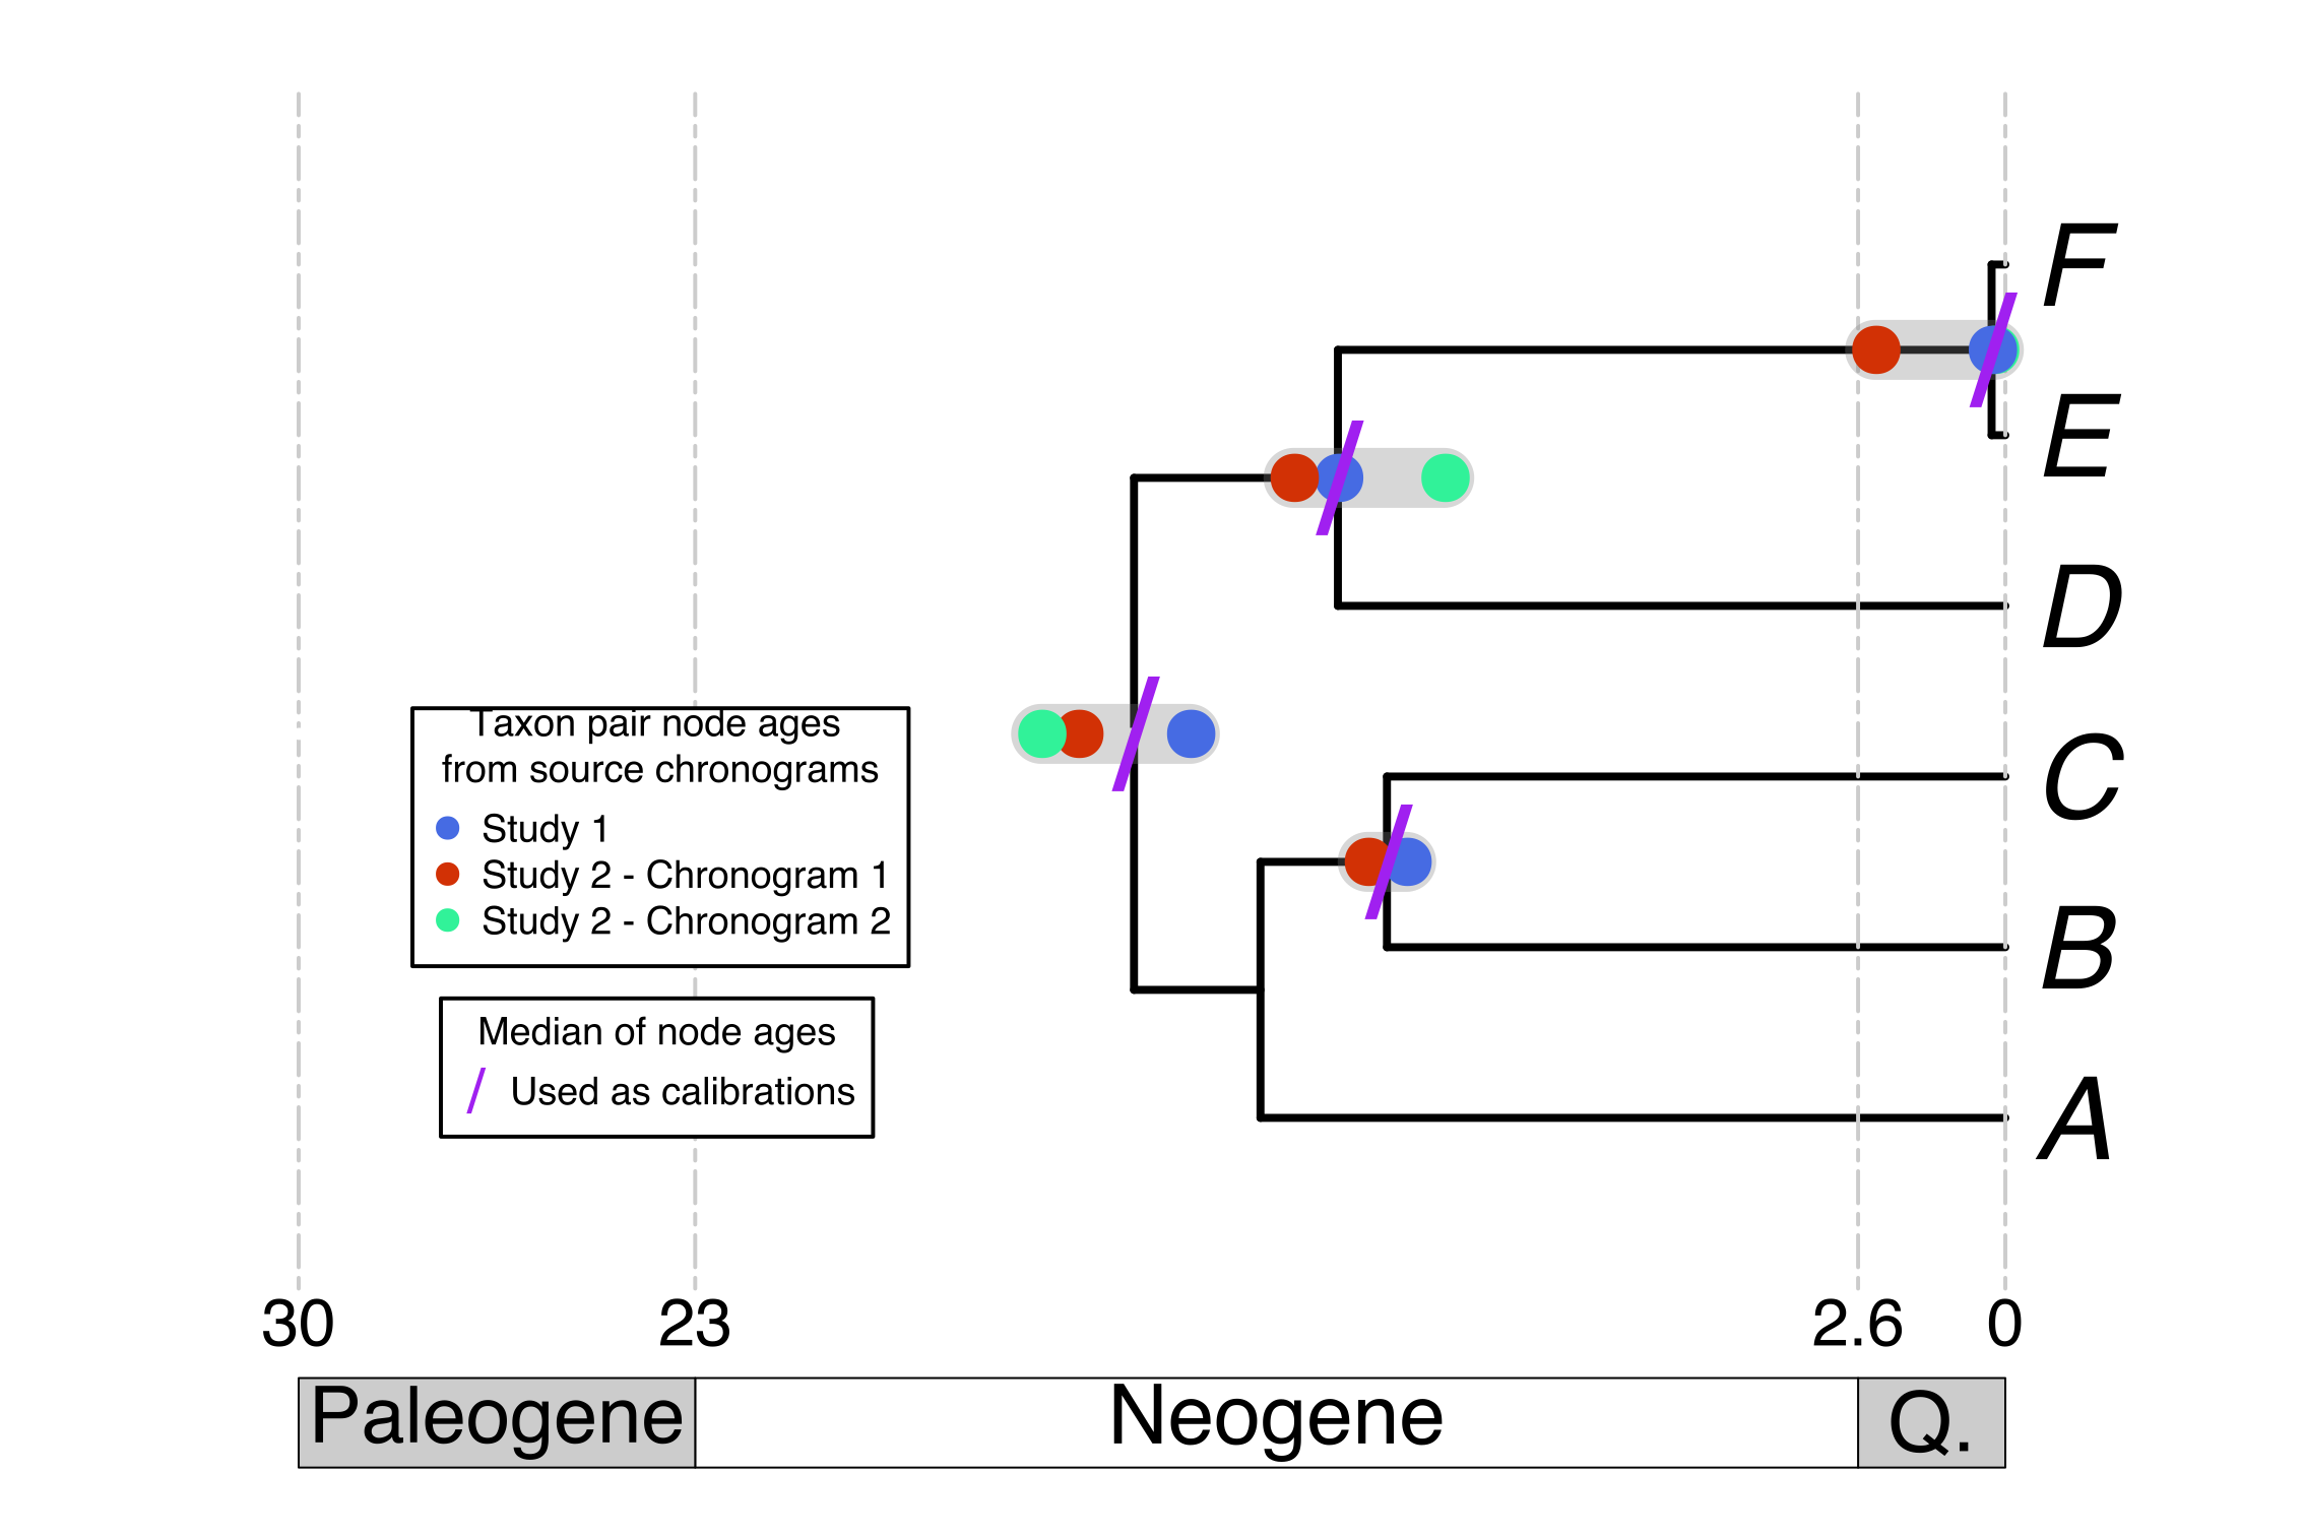 F
E
D
C
B
A
Taxon pair node ages
from source chronograms
Study 1
Study 2 - Chronogram 1
Study 2 - Chronogram 2
Median of node ages
Used as calibrations
30 23 2.6 0
Paleogene Neogene Q.